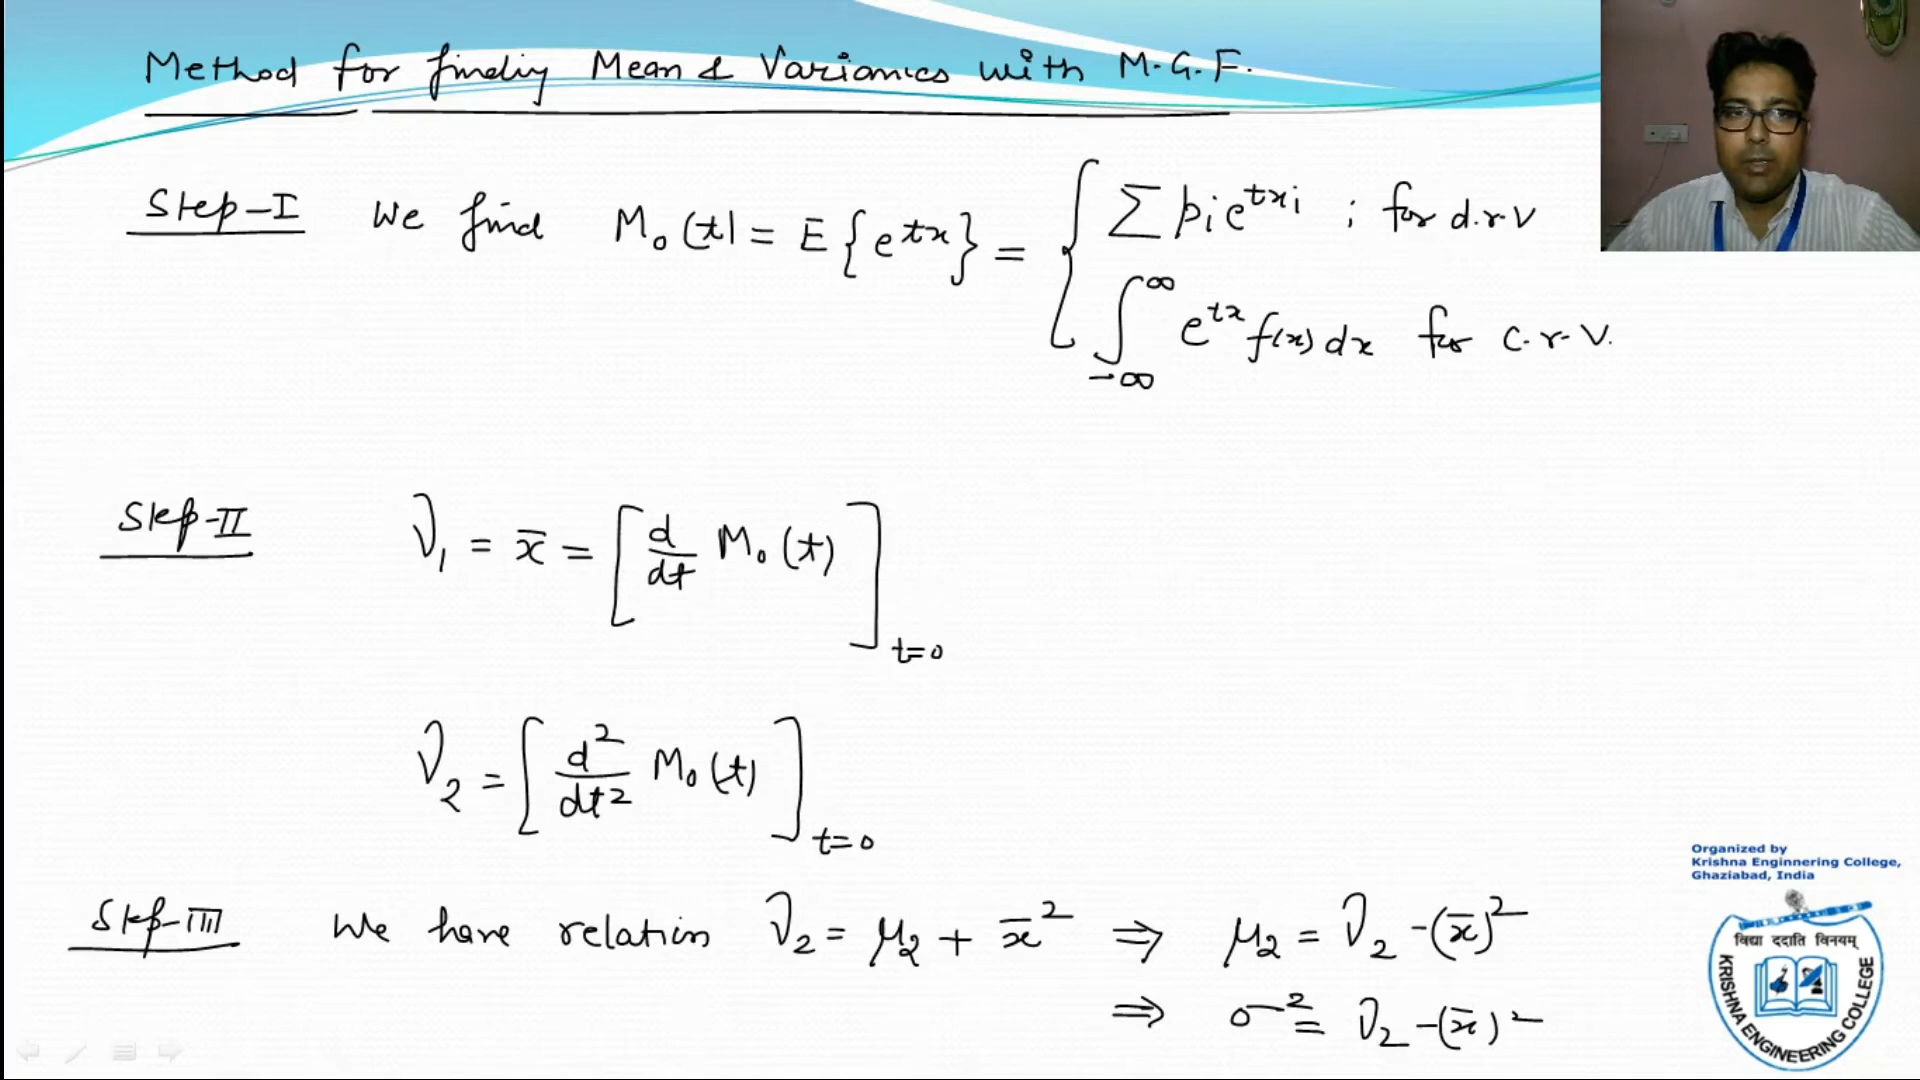 Method for finding Mean & Variances with M.G.F.
Step-I We find M₀(t) = E{e^{tx}} = { ∑ pᵢe^{txᵢ} ; for d.r.v
∫_{-∞}^{∞} e^{tx} f(x) dx for c.r.v.
Step-II ν₁ = x̄ = [d/dt M₀(t)]_{t=0}
ν₂ = [d²/dt² M₀(t)]_{t=0}
Step-III We have relation ν₂ = μ₂ + x̄² ⇒ μ₂ = ν₂ -(x̄)²
⇒ σ² = ν₂ -(x̄)²
Organized by
Krishna Enginnering College,
Ghaziabad, India
विद्या ददाति विनयम्
KRISHNA ENGINEERING COLLEGE